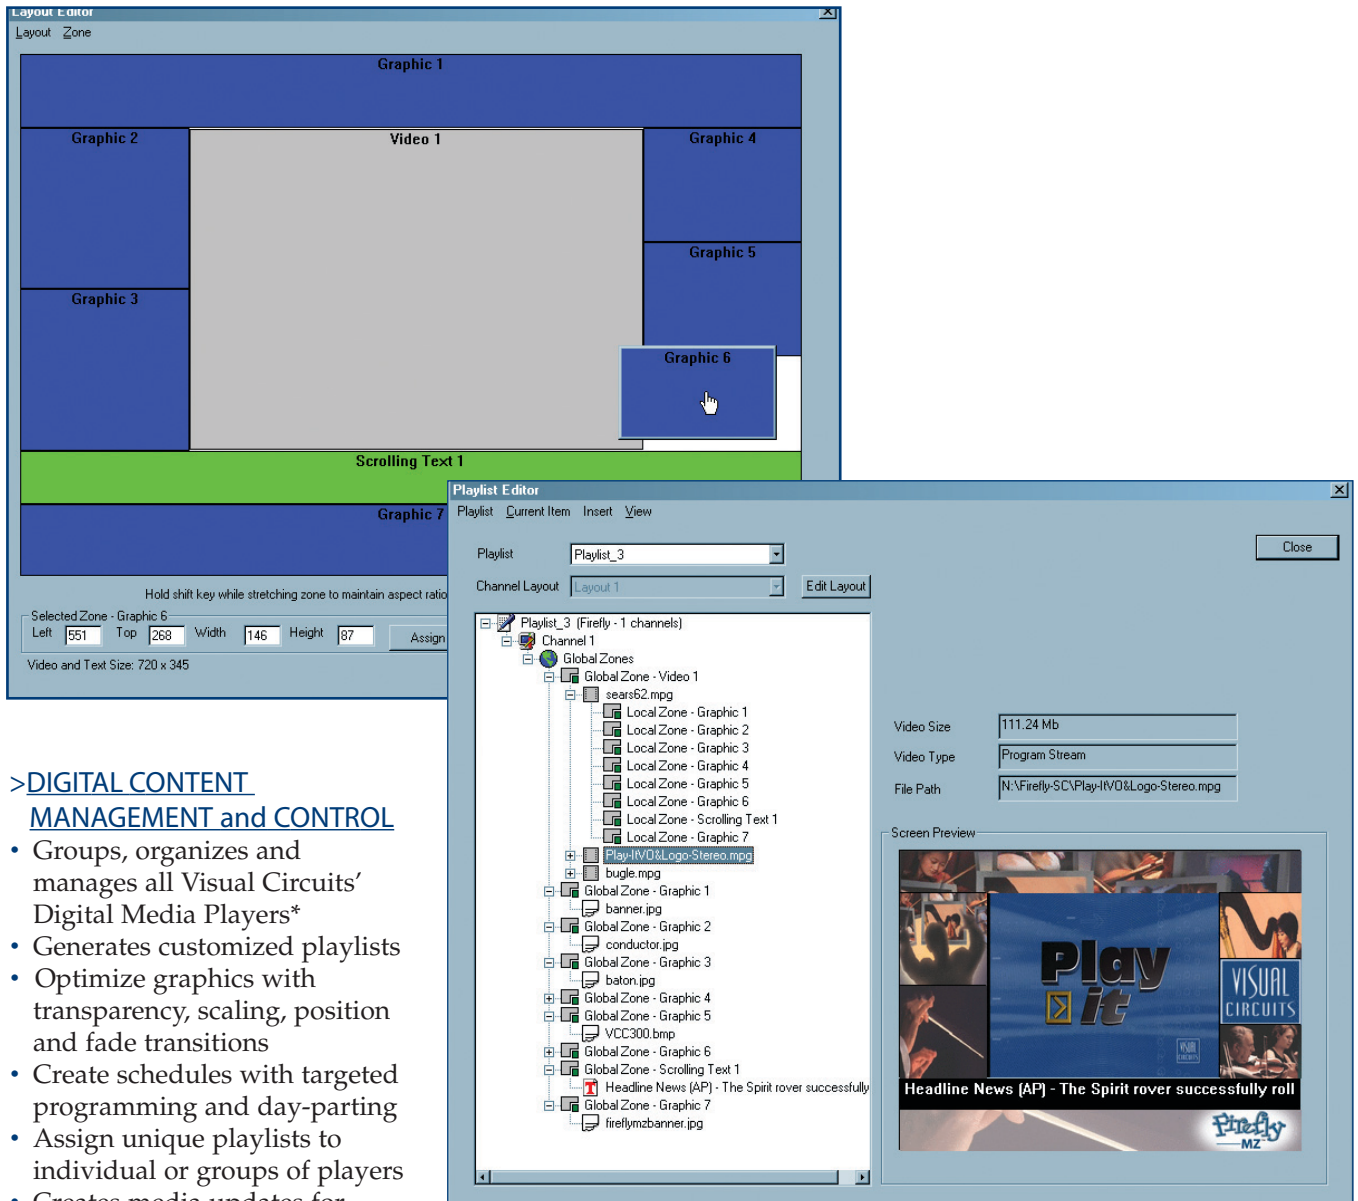 Layout Editor
Layout Zone
Graphic 1
Graphic 2
Video 1
Graphic 4
Graphic 5
Graphic 3
Graphic 6
Scrolling Text 1
Graphic 7
Hold shift key while stretching zone to maintain aspect ratio
Selected Zone - Graphic 6
Left 551 Top 268 Width 146 Height 87 Assign
Video and Text Size: 720 x 345
Playlist Editor
Playlist Current Item Insert View
Playlist Playlist_3
Close
Channel Layout Layout 1 Edit Layout
Playlist_3 (Firefly - 1 channels)
Channel 1
Global Zones
Global Zone - Video 1
sears62.mpg
Local Zone - Graphic 1
Local Zone - Graphic 2
Local Zone - Graphic 3
Local Zone - Graphic 4
Local Zone - Graphic 5
Local Zone - Graphic 6
Local Zone - Scrolling Text 1
Local Zone - Graphic 7
Play-ItVO&Logo-Stereo.mpg
bugle.mpg
Global Zone - Graphic 1
banner.jpg
Global Zone - Graphic 2
conductor.jpg
Global Zone - Graphic 3
baton.jpg
Global Zone - Graphic 4
Global Zone - Graphic 5
VCC300.bmp
Global Zone - Graphic 6
Global Zone - Scrolling Text 1
T Headline News (AP) - The Spirit rover successfully
Global Zone - Graphic 7
fireflymzbanner.jpg
Video Size 111.24 Mb
Video Type Program Stream
File Path N:\Firefly-SC\Play-ItVO&Logo-Stereo.mpg
Screen Preview
Play
it
VISUAL
CIRCUITS
VISUAL
CIRCUITS
Headline News (AP) - The Spirit rover successfully roll
Firefly
MZ
>DIGITAL CONTENT
MANAGEMENT and CONTROL
• Groups, organizes and
manages all Visual Circuits’
Digital Media Players*
• Generates customized playlists
• Optimize graphics with
transparency, scaling, position
and fade transitions
• Create schedules with targeted
programming and day-parting
• Assign unique playlists to
individual or groups of players
• Creates media updates for